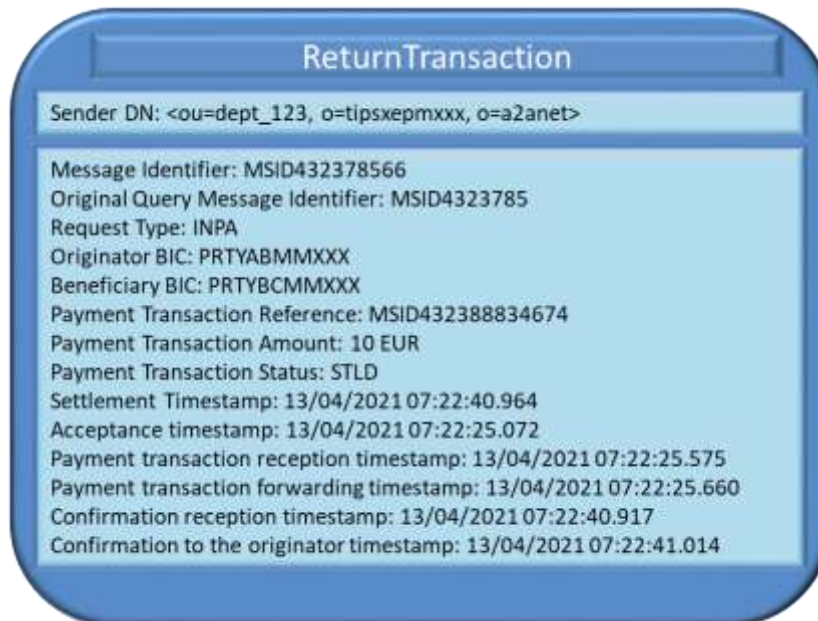 ReturnTransaction
Sender DN: <ou=dept_123, o=tipsxepmxxx, o=a2anet>
Message Identifier: MSID432378566
Original Query Message Identifier: MSID4323785
Request Type: INPA
Originator BIC: PRTYABMMXXX
Beneficiary BIC: PRTYBCMMXXX
Payment Transaction Reference: MSID432388834674
Payment Transaction Amount: 10 EUR
Payment Transaction Status: STLD
Settlement Timestamp: 13/04/2021 07:22:40.964
Acceptance timestamp: 13/04/2021 07:22:25.072
Payment transaction reception timestamp: 13/04/2021 07:22:25.575
Payment transaction forwarding timestamp: 13/04/2021 07:22:25.660
Confirmation reception timestamp: 13/04/2021 07:22:40.917
Confirmation to the originator timestamp: 13/04/2021 07:22:41.014